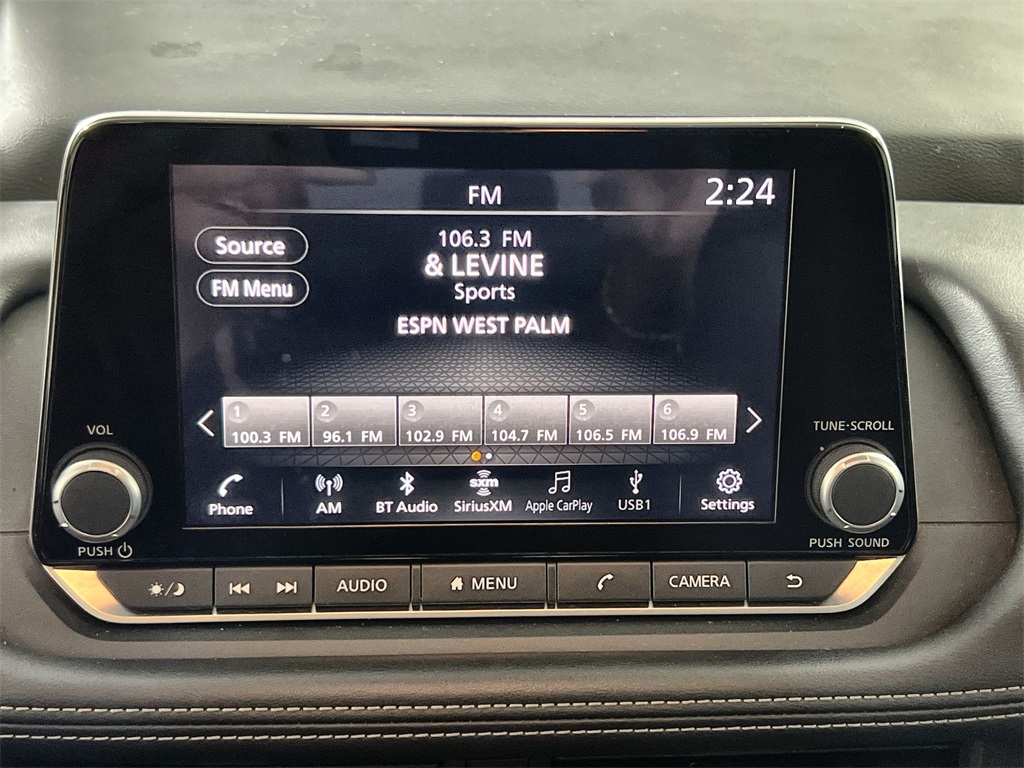 FM
2:24
Source
106.3 FM
& LEVINE
FM Menu
Sports
ESPN WEST PALM
1 2 3 4 5 6
100.3 FM 96.1 FM 102.9 FM 104.7 FM 106.5 FM 106.9 FM
VOL
TUNE·SCROLL
sxm
Phone AM BT Audio SiriusXM Apple CarPlay USB1 Settings
PUSH
PUSH SOUND
AUDIO MENU CAMERA